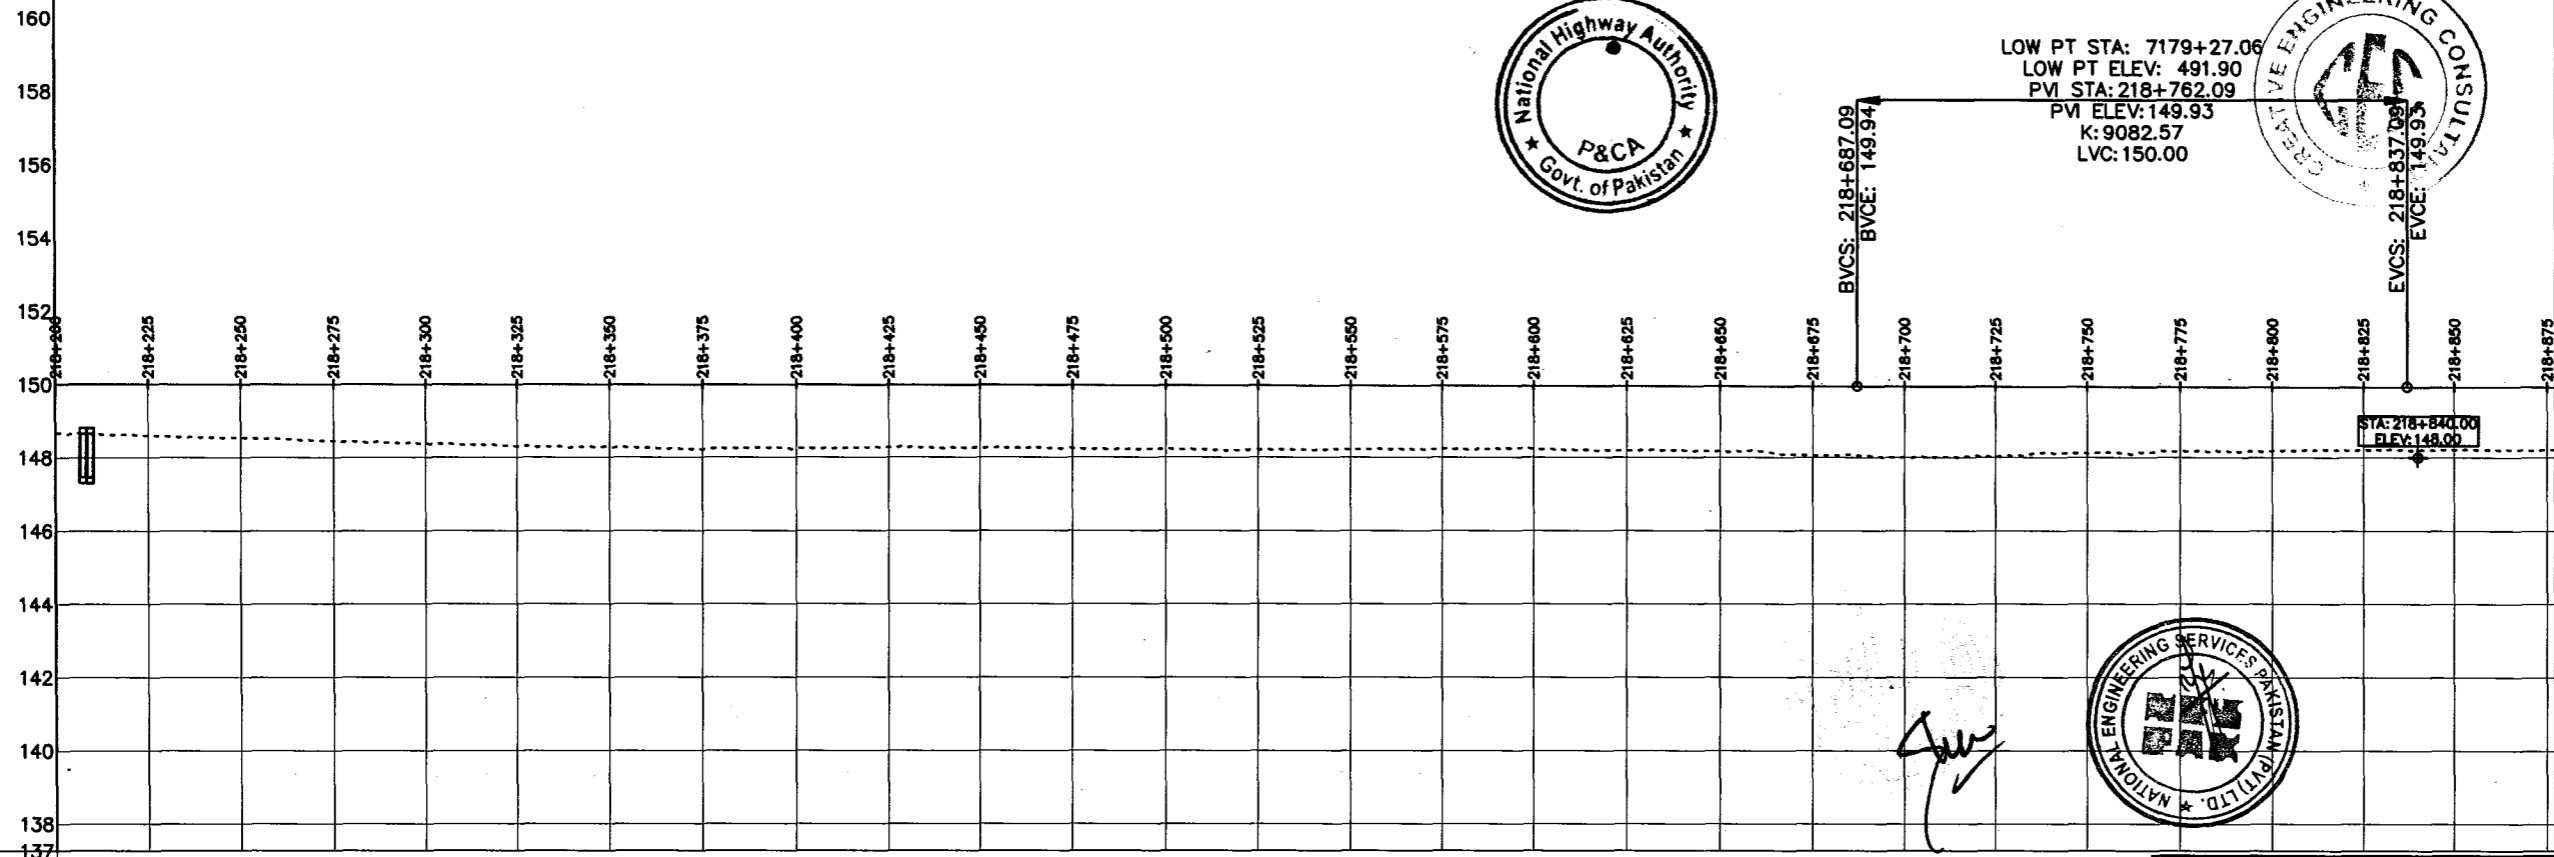 160
158
156
154
152
150
148
146
144
142
140
138
137
National Highway Authority
P&CA
★ Govt. of Pakistan ★
LOW PT STA: 7179+27.06
LOW PT ELEV: 491.90
PVI STA: 218+762.09
PVI ELEV: 149.93
K: 9082.57
LVC: 150.00
CREATIVE ENGINEERING CONSULTA
BVCS: 218+687.09
BVCE: 149.94
EVCS: 218+837.09
EVCE: 149.93
218+200
218+225
218+250
218+275
218+300
218+325
218+350
218+375
218+400
218+425
218+450
218+475
218+500
218+525
218+550
218+575
218+600
218+625
218+650
218+675
218+700
218+725
218+750
218+775
218+800
218+825
218+850
218+875
STA: 218+840.00
ELEV: 148.00
NATIONAL ENGINEERING SERVICES PAKISTAN (PVT) LTD. ★